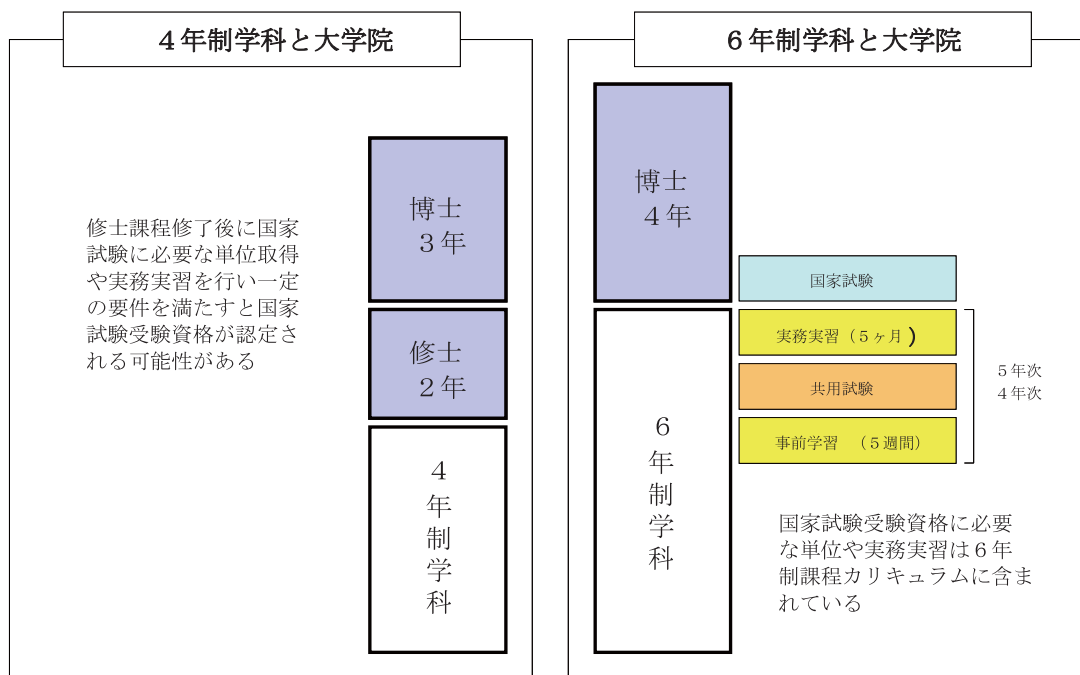 ４年制学科と大学院
修士課程修了後に国家
試験に必要な単位取得
や実務実習を行い一定
の要件を満たすと国家
試験受験資格が認定さ
れる可能性がある
博士
３年
修士
２年
４年制学科
６年制学科と大学院
博士
４年
６年制学科
国家試験
実務実習（５ヶ月）
共用試験
事前学習　（５週間）
５年次
４年次
国家試験受験資格に必要
な単位や実務実習は６年
制課程カリキュラムに含ま
れている